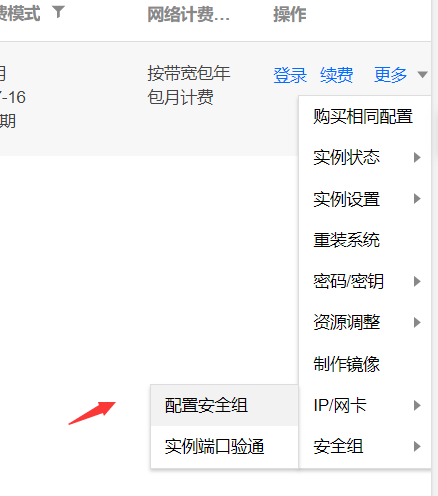 费模式 网络计费... 操作
月
按带宽包年
包月计费
登录 续费 更多
7-16
期
购买相同配置
实例状态
实例设置
重装系统
密码/密钥
资源调整
制作镜像
IP/网卡
安全组
配置安全组
实例端口验通